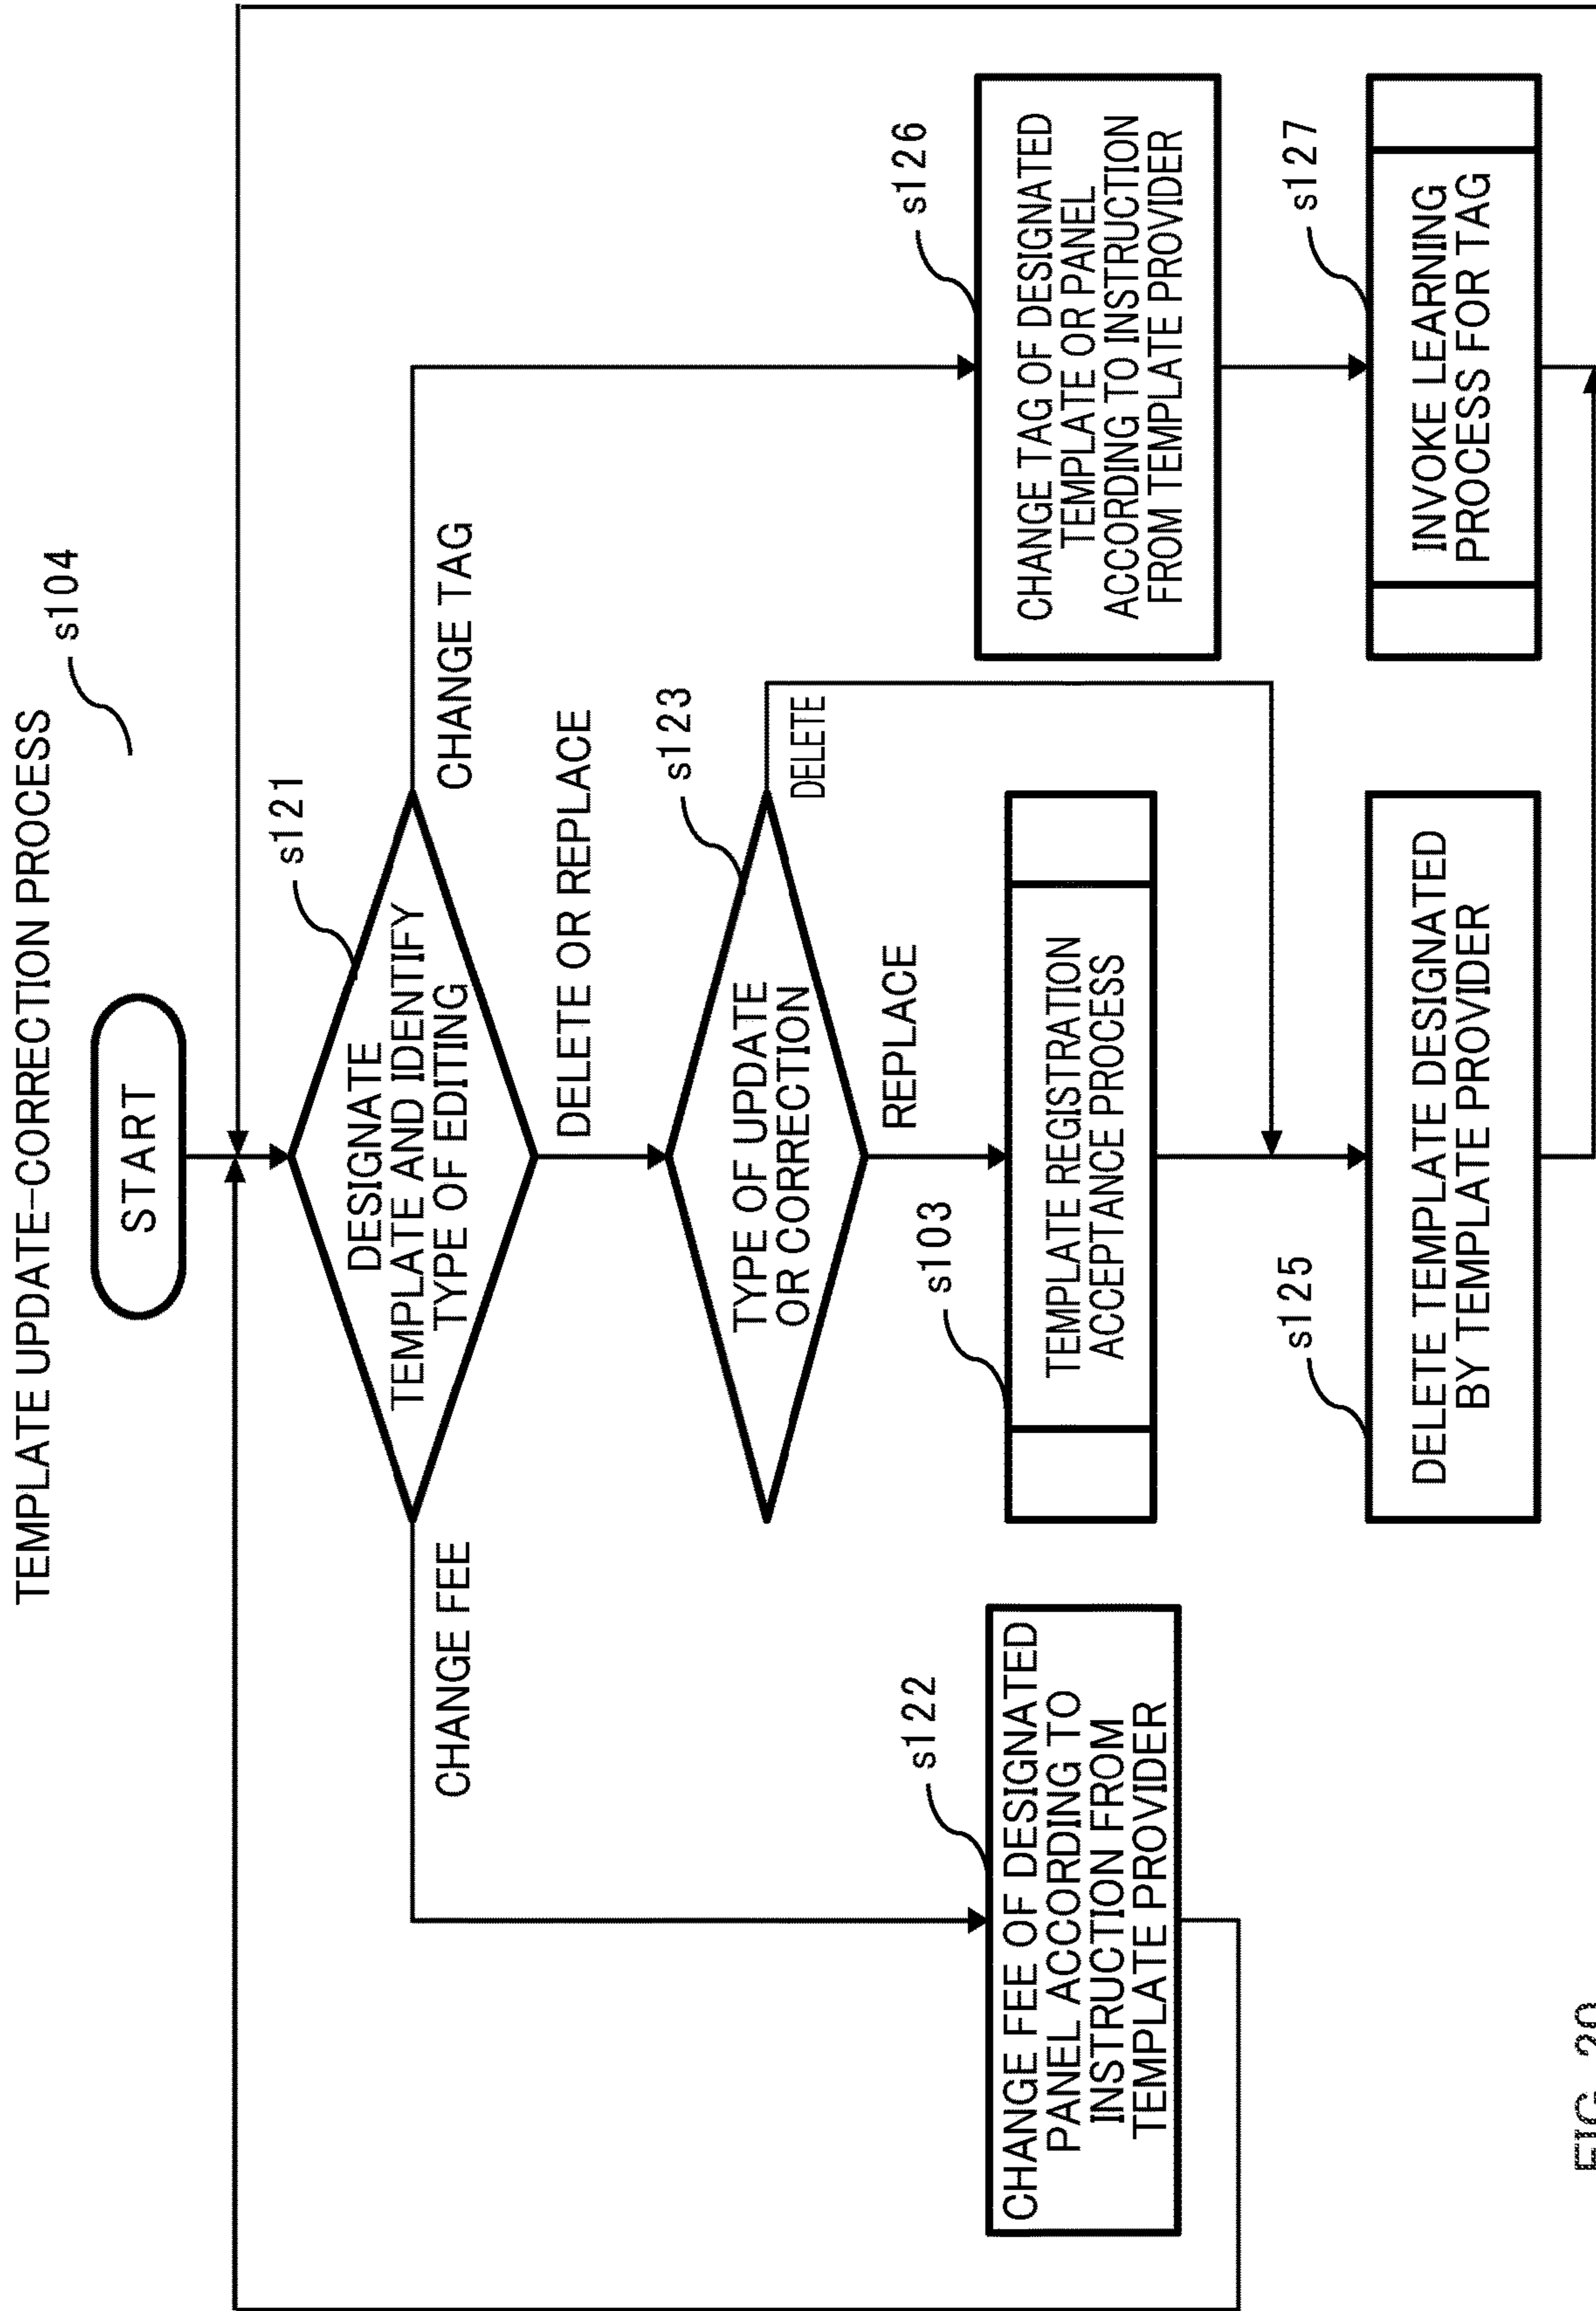 TEMPLATE UPDATE-CORRECTION PROCESS
s104
START
s121
DESIGNATE
TEMPLATE AND IDENTIFY
TYPE OF EDITING
CHANGE FEE
CHANGE TAG
DELETE OR REPLACE
s123
TYPE OF UPDATE
OR CORRECTION
DELETE
REPLACE
s122
CHANGE FEE OF DESIGNATED
PANEL ACCORDING TO
INSTRUCTION FROM
TEMPLATE PROVIDER
s103
TEMPLATE REGISTRATION
ACCEPTANCE PROCESS
s126
CHANGE TAG OF DESIGNATED
TEMPLATE OR PANEL
ACCORDING TO INSTRUCTION
FROM TEMPLATE PROVIDER
s125
DELETE TEMPLATE DESIGNATED
BY TEMPLATE PROVIDER
s127
INVOKE LEARNING
PROCESS FOR TAG